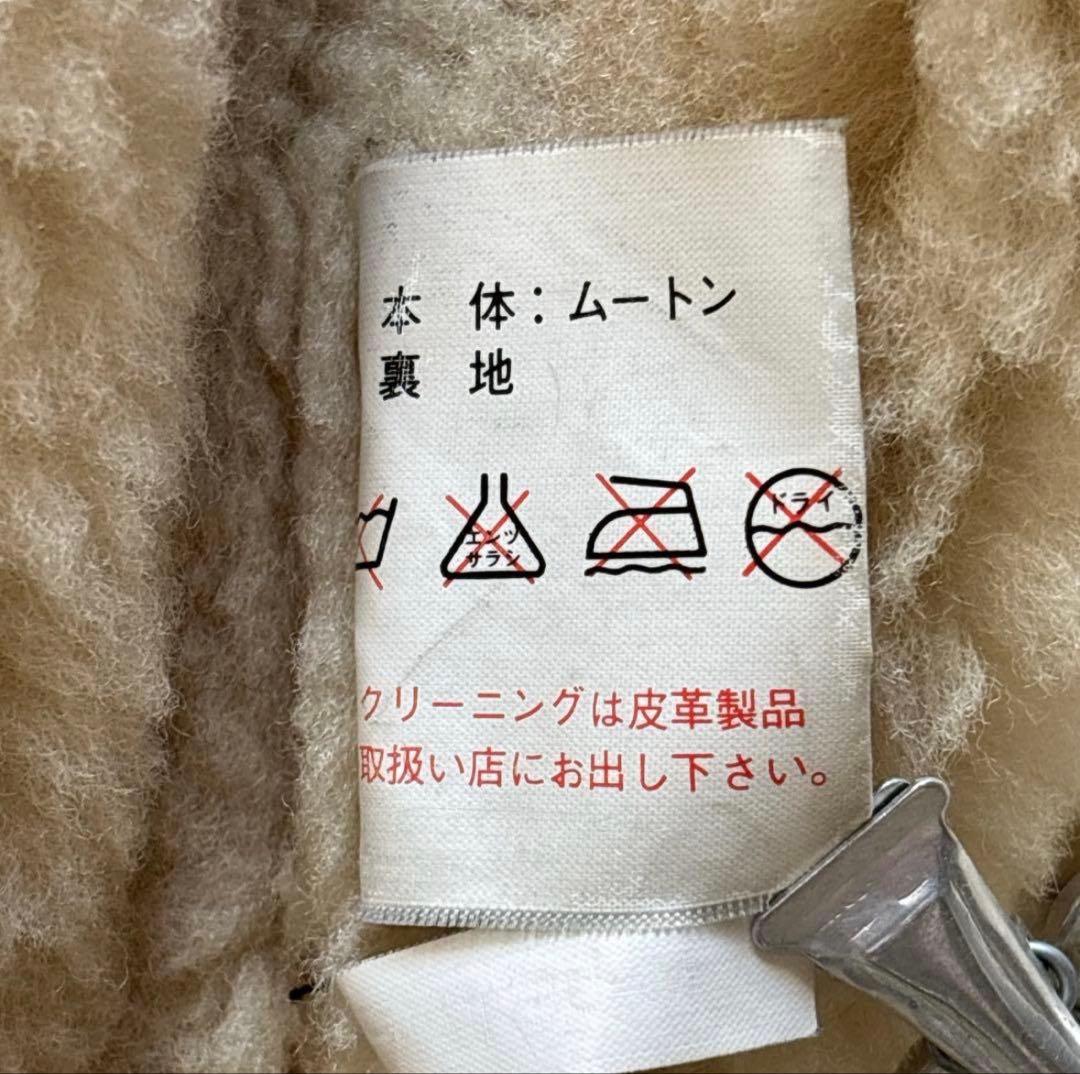 本 体：ムートン
裏 地
エンソ
サラシ
ドライ
クリーニングは皮革製品
取扱い店にお出し下さい。